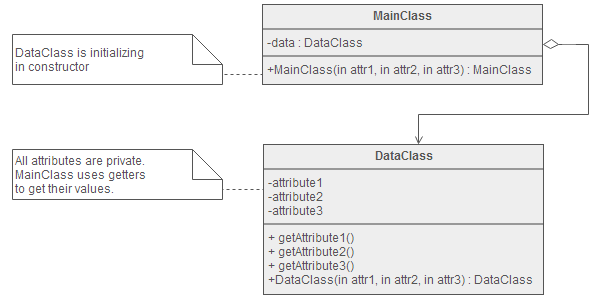 MainClass
-data : DataClass
+MainClass(in attr1, in attr2, in attr3) : MainClass
DataClass is initializing
in constructor
DataClass
-attribute1
-attribute2
-attribute3
+ getAttribute1()
+ getAttribute2()
+ getAttribute3()
+DataClass(in attr1, in attr2, in attr3) : DataClass
All attributes are private.
MainClass uses getters
to get their values.